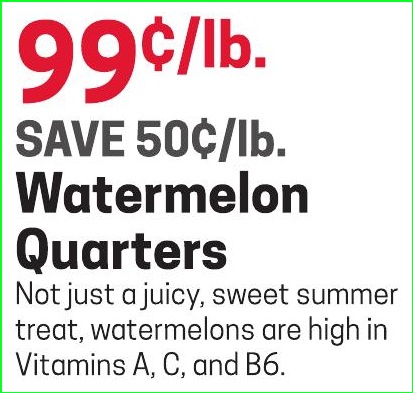 99¢/lb.
SAVE 50¢/lb.
Watermelon
Quarters
Not just a juicy, sweet summer
treat, watermelons are high in
Vitamins A, C, and B6.